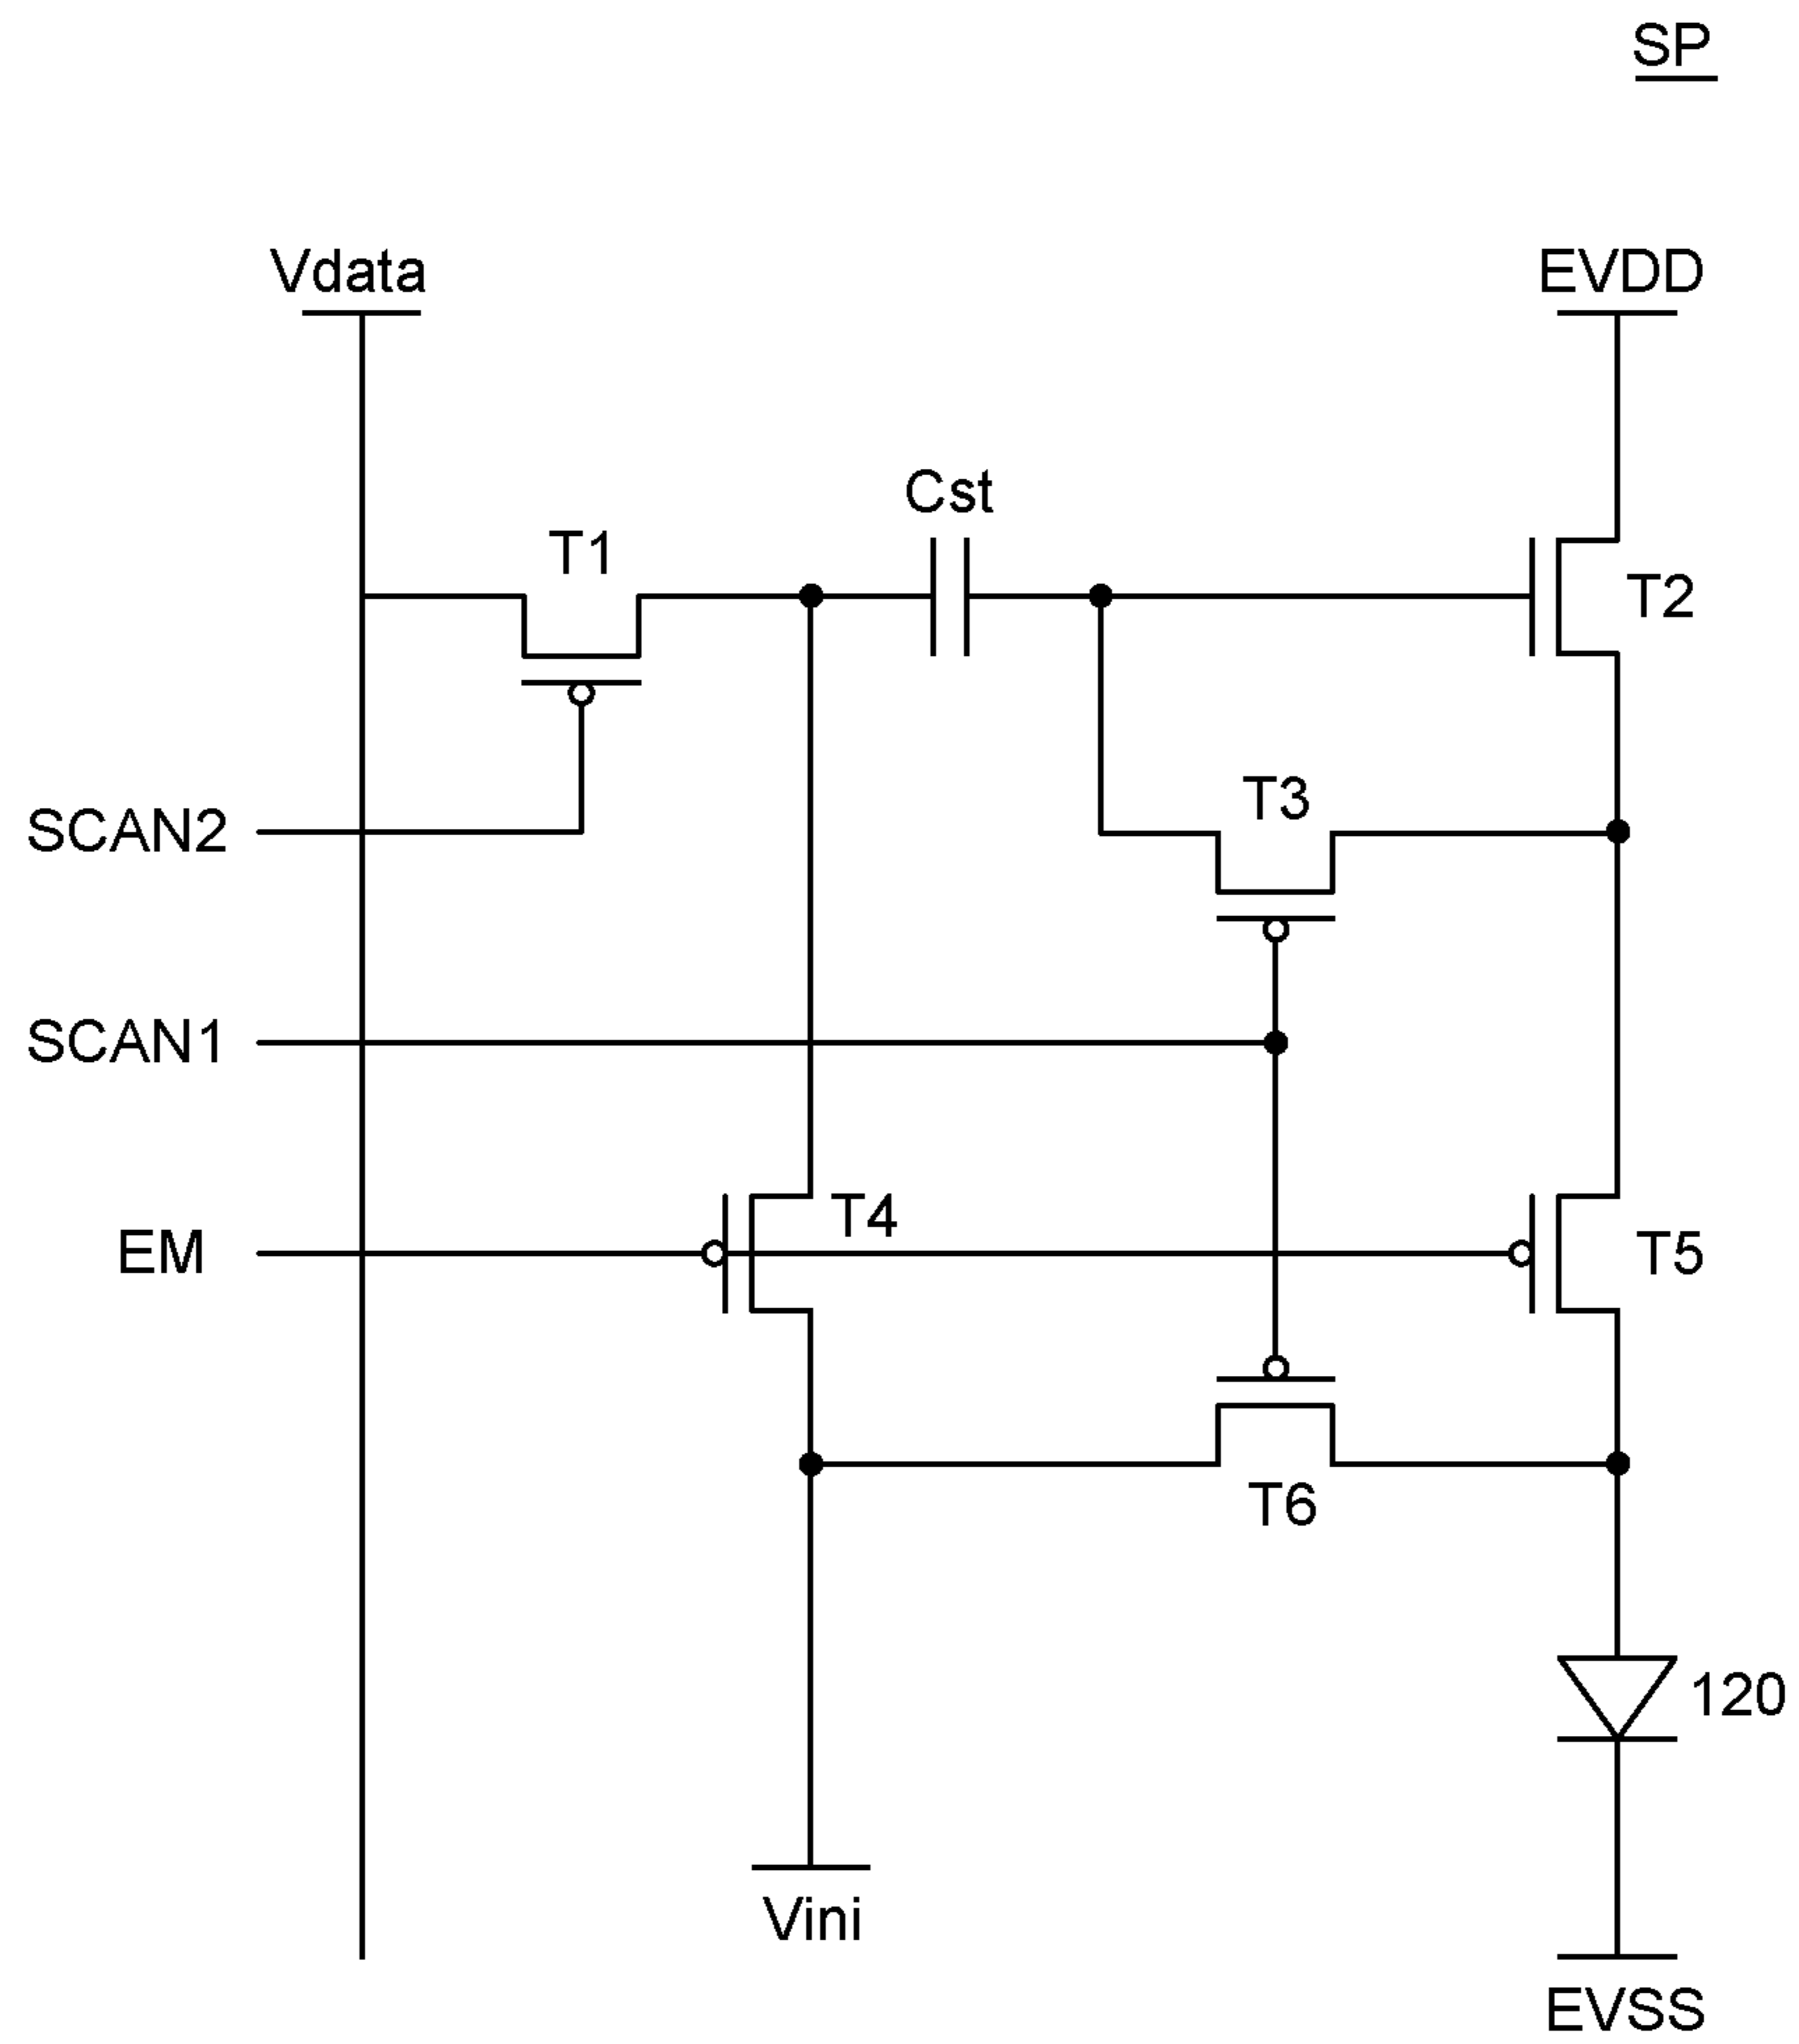 SP
Vdata
EVDD
Cst
T1
T2
T3
SCAN2
SCAN1
T4
EM
T5
T6
120
Vini
EVSS